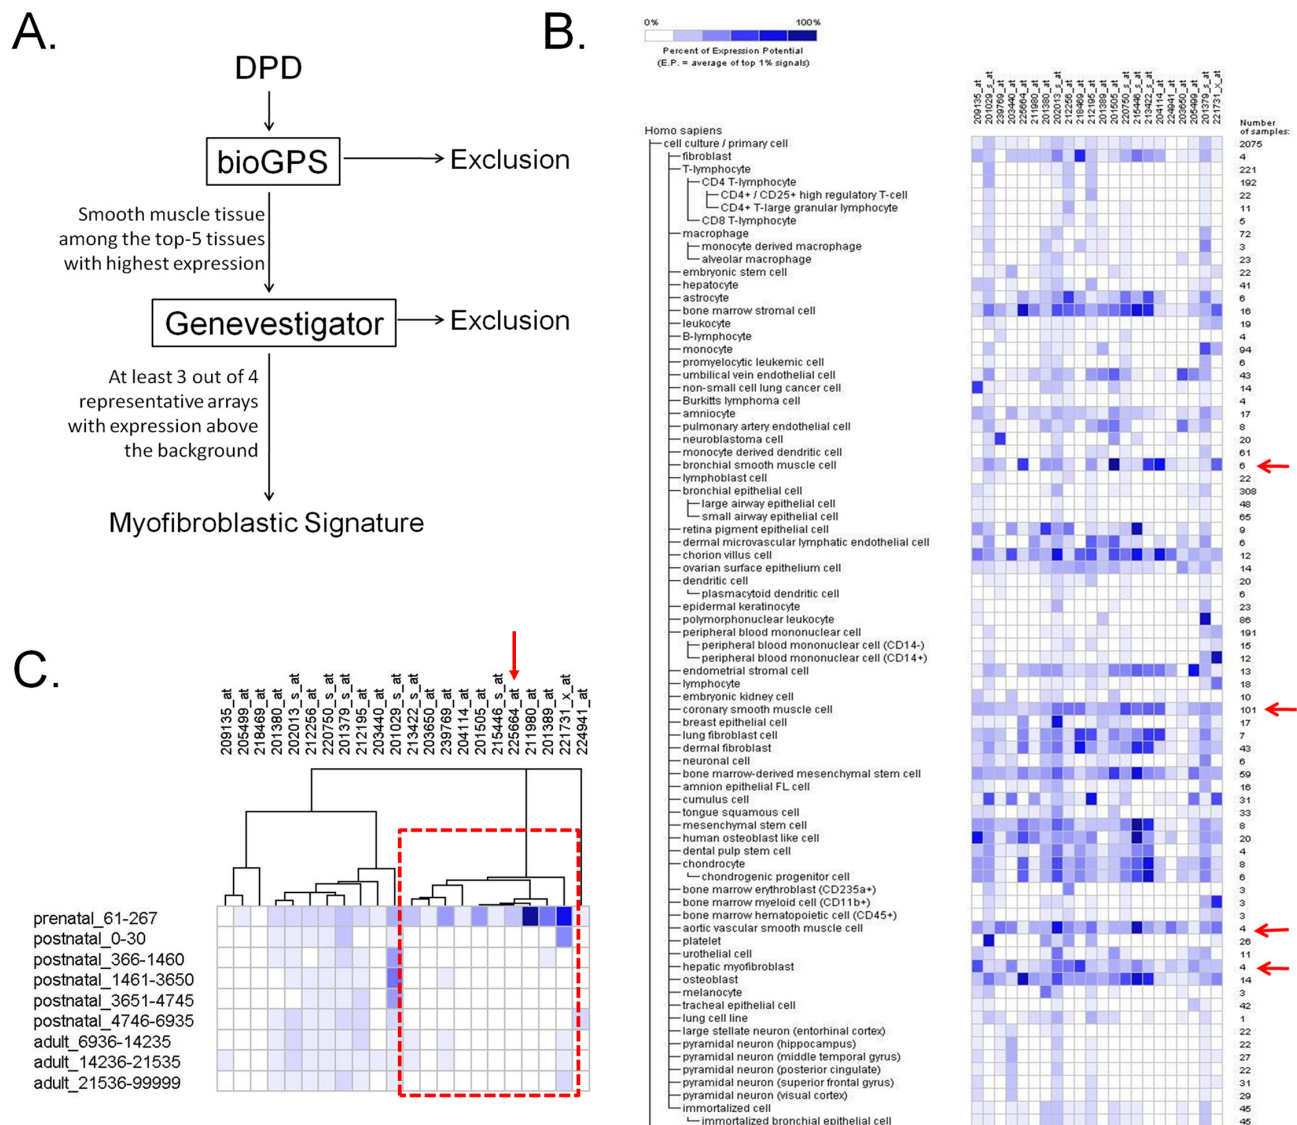 A.
DPD
bioGPS
Exclusion
Smooth muscle tissue
among the top-5 tissues
with highest expression
Genevestigator
Exclusion
At least 3 out of 4
representative arrays
with expression above
the background
Myofibroblastic Signature
B.
0%
100%
Percent of Expression Potential
(E.P. = average of top 1% signals)
209135_at
201029_s_at
239769_at
203440_at
225664_at
211980_at
201380_at
202013_s_at
212256_at
218469_at
212195_at
201389_at
201505_at
220750_s_at
215446_s_at
213422_s_at
204114_at
224941_at
203650_at
205499_at
201379_s_at
221731_x_at
Number
of samples:
Homo sapiens
cell culture / primary cell 2075
fibroblast 4
T-lymphocyte 221
CD4 T-lymphocyte 192
CD4+ / CD25+ high regulatory T-cell 22
CD4+ T-large granular lymphocyte 11
CD8 T-lymphocyte 5
macrophage 72
monocyte derived macrophage 3
alveolar macrophage 23
embryonic stem cell 22
hepatocyte 41
astrocyte 6
bone marrow stromal cell 16
leukocyte 19
B-lymphocyte 4
monocyte 94
promyelocytic leukemic cell 6
umbilical vein endothelial cell 43
non-small cell lung cancer cell 14
Burkitts lymphoma cell 4
amniocyte 17
pulmonary artery endothelial cell 8
neuroblastoma cell 20
monocyte derived dendritic cell 61
bronchial smooth muscle cell 6
lymphoblast cell 22
bronchial epithelial cell 308
large airway epithelial cell 48
small airway epithelial cell 65
retina pigment epithelial cell 9
dermal microvascular lymphatic endothelial cell 6
chorion villus cell 12
ovarian surface epithelium cell 14
dendritic cell 20
plasmacytoid dendritic cell 6
epidermal keratinocyte 23
polymorphonuclear leukocyte 86
peripheral blood mononuclear cell 191
peripheral blood mononuclear cell (CD14-) 15
peripheral blood mononuclear cell (CD14+) 12
endometrial stromal cell 13
lymphocyte 18
embryonic kidney cell 10
coronary smooth muscle cell 101
breast epithelial cell 17
lung fibroblast cell 7
dermal fibroblast 43
neuronal cell 6
bone marrow-derived mesenchymal stem cell 59
amnion epithelial FL cell 16
cumulus cell 31
tongue squamous cell 33
mesenchymal stem cell 8
human osteoblast like cell 20
dental pulp stem cell 4
chondrocyte 8
chondrogenic progenitor cell 6
bone marrow erythroblast (CD235a+) 3
bone marrow myeloid cell (CD11b+) 3
bone marrow hematopoietic cell (CD45+) 3
aortic vascular smooth muscle cell 4
platelet 26
urothelial cell 11
hepatic myofibroblast 4
osteoblast 14
melanocyte 3
tracheal epithelial cell 42
lung cell line 1
large stellate neuron (entorhinal cortex) 22
pyramidal neuron (hippocampus) 22
pyramidal neuron (middle temporal gyrus) 27
pyramidal neuron (posterior cingulate) 22
pyramidal neuron (superior frontal gyrus) 31
pyramidal neuron (visual cortex) 29
immortalized cell 45
immortalized bronchial epithelial cell 45
C.
209135_at
205499_at
218469_at
201380_at
202013_s_at
212256_at
220750_s_at
201379_s_at
212195_at
203440_at
201029_s_at
213422_s_at
203650_at
239769_at
204114_at
201505_at
215446_s_at
225664_at
211980_at
201389_at
221731_x_at
224941_at
prenatal_61-267
postnatal_0-30
postnatal_366-1460
postnatal_1461-3650
postnatal_3651-4745
postnatal_4746-6935
adult_6936-14235
adult_14236-21535
adult_21536-99999